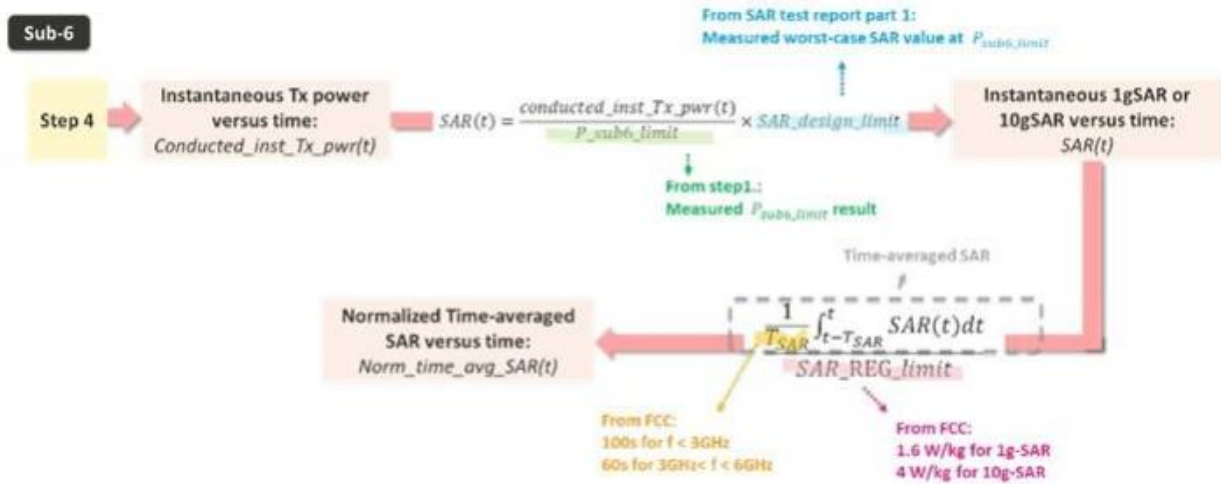 Sub-6
From SAR test report part 1:
Measured worst-case SAR value at P_sub6_limit
Step 4
Instantaneous Tx power
versus time:
Conducted_inst_Tx_pwr(t)
SAR(t) = conducted_inst_Tx_pwr(t) / P_sub6_limit × SAR_design_limit
Instantaneous 1gSAR or
10gSAR versus time:
SAR(t)
From step1.:
Measured P_sub6_limit result
Time-averaged SAR
Normalized Time-averaged
SAR versus time:
Norm_time_avg_SAR(t)
1/T_SAR ∫_{t−T_SAR}^{t} SAR(t)dt
SAR_REG_limit
From FCC:
100s for f < 3GHz
60s for 3GHz< f < 6GHz
From FCC:
1.6 W/kg for 1g-SAR
4 W/kg for 10g-SAR